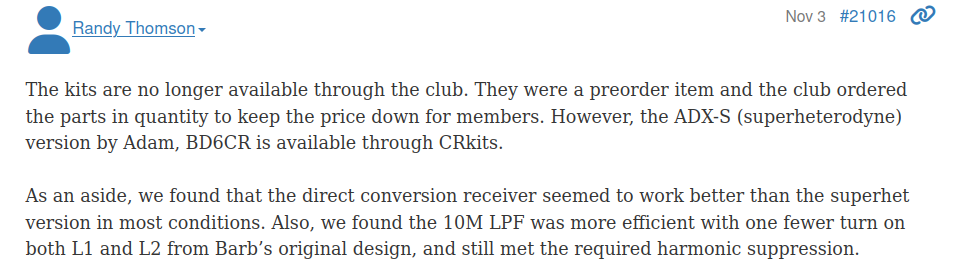 Randy Thomson
Nov 3 #21016
The kits are no longer available through the club. They were a preorder item and the club ordered
the parts in quantity to keep the price down for members. However, the ADX-S (superheterodyne)
version by Adam, BD6CR is available through CRkits.
As an aside, we found that the direct conversion receiver seemed to work better than the superhet
version in most conditions. Also, we found the 10M LPF was more efficient with one fewer turn on
both L1 and L2 from Barb’s original design, and still met the required harmonic suppression.